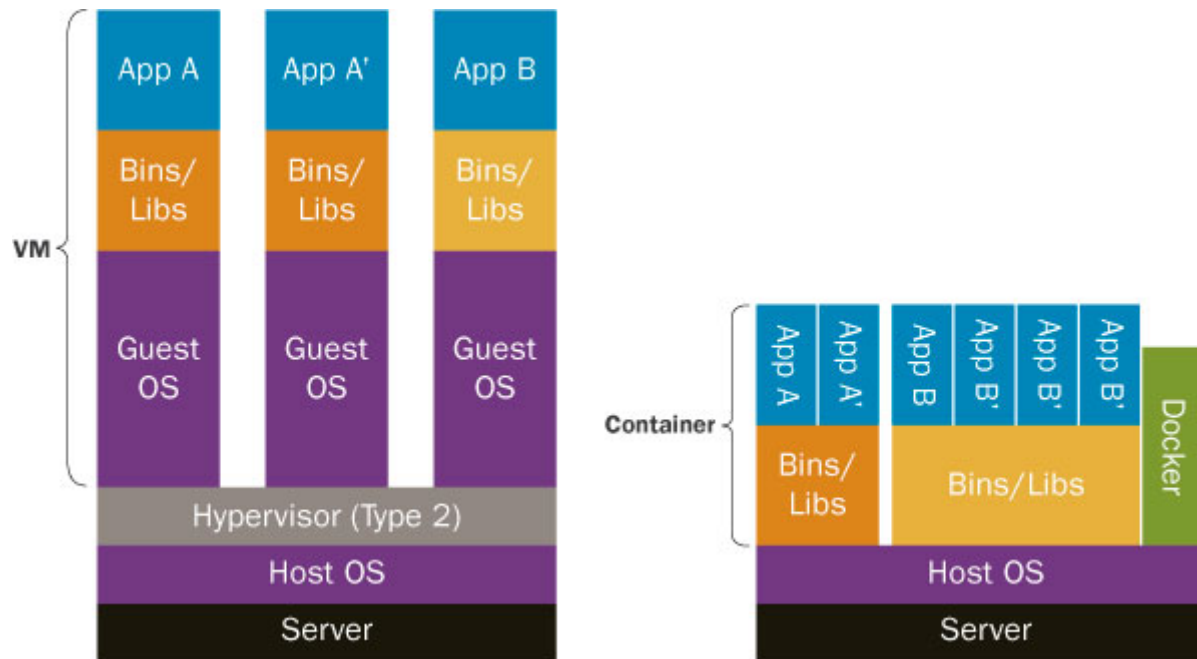 App A
App A'
App B
Bins/
Libs
Bins/
Libs
Bins/
Libs
VM
Guest
OS
Guest
OS
Guest
OS
Hypervisor (Type 2)
Host OS
Server
Container
App A
App A'
App B
App B'
App B'
App B'
Docker
Bins/
Libs
Bins/Libs
Host OS
Server